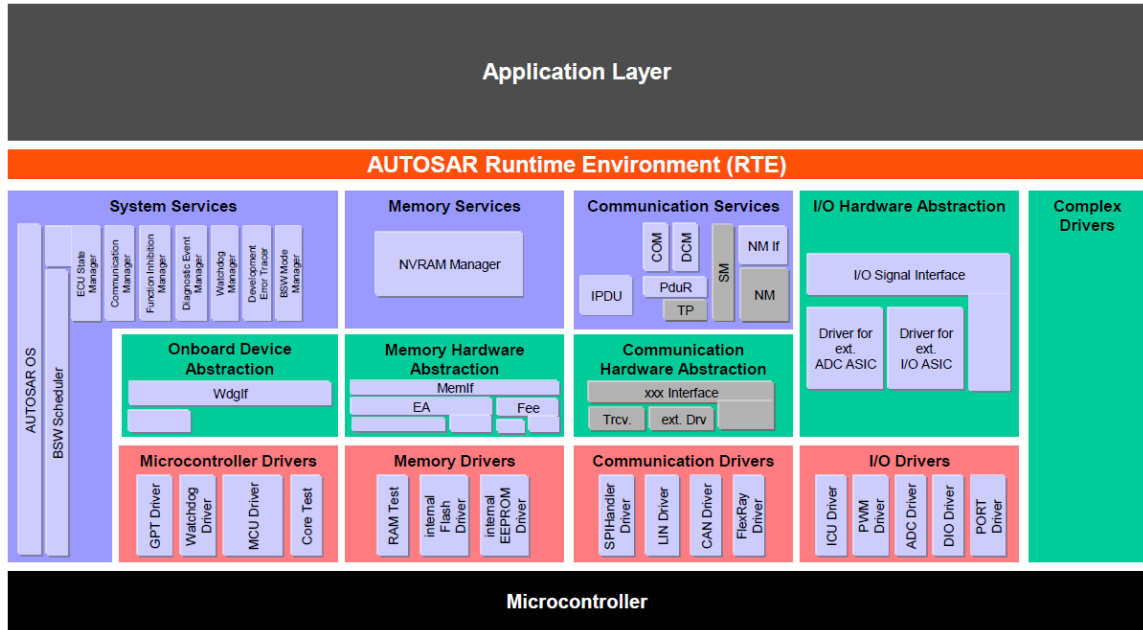 Application Layer
AUTOSAR Runtime Environment (RTE)
System Services
AUTOSAR OS
BSW Scheduler
ECU State
Manager
Communication
Manager
Function Inhibition
Manager
Diagnostic Event
Manager
Watchdog
Manager
Development
Error Tracer
BSW Mode
Manager
Memory Services
NVRAM Manager
Communication Services
IPDU
COM
DCM
PduR
TP
SM
NM If
NM
I/O Hardware Abstraction
I/O Signal Interface
Driver for
ext.
ADC ASIC
Driver for
ext.
I/O ASIC
Complex
Drivers
Onboard Device
Abstraction
WdgIf
Memory Hardware
Abstraction
MemIf
EA
Fee
Communication
Hardware Abstraction
xxx Interface
Trcv.
ext. Drv
Microcontroller Drivers
GPT Driver
Watchdog
Driver
MCU Driver
Core Test
Memory Drivers
RAM Test
internal
Flash
Driver
internal
EEPROM
Driver
Communication Drivers
SPIHandler
Driver
LIN Driver
CAN Driver
FlexRay
Driver
I/O Drivers
ICU Driver
PWM
Driver
ADC Driver
DIO Driver
PORT
Driver
Microcontroller